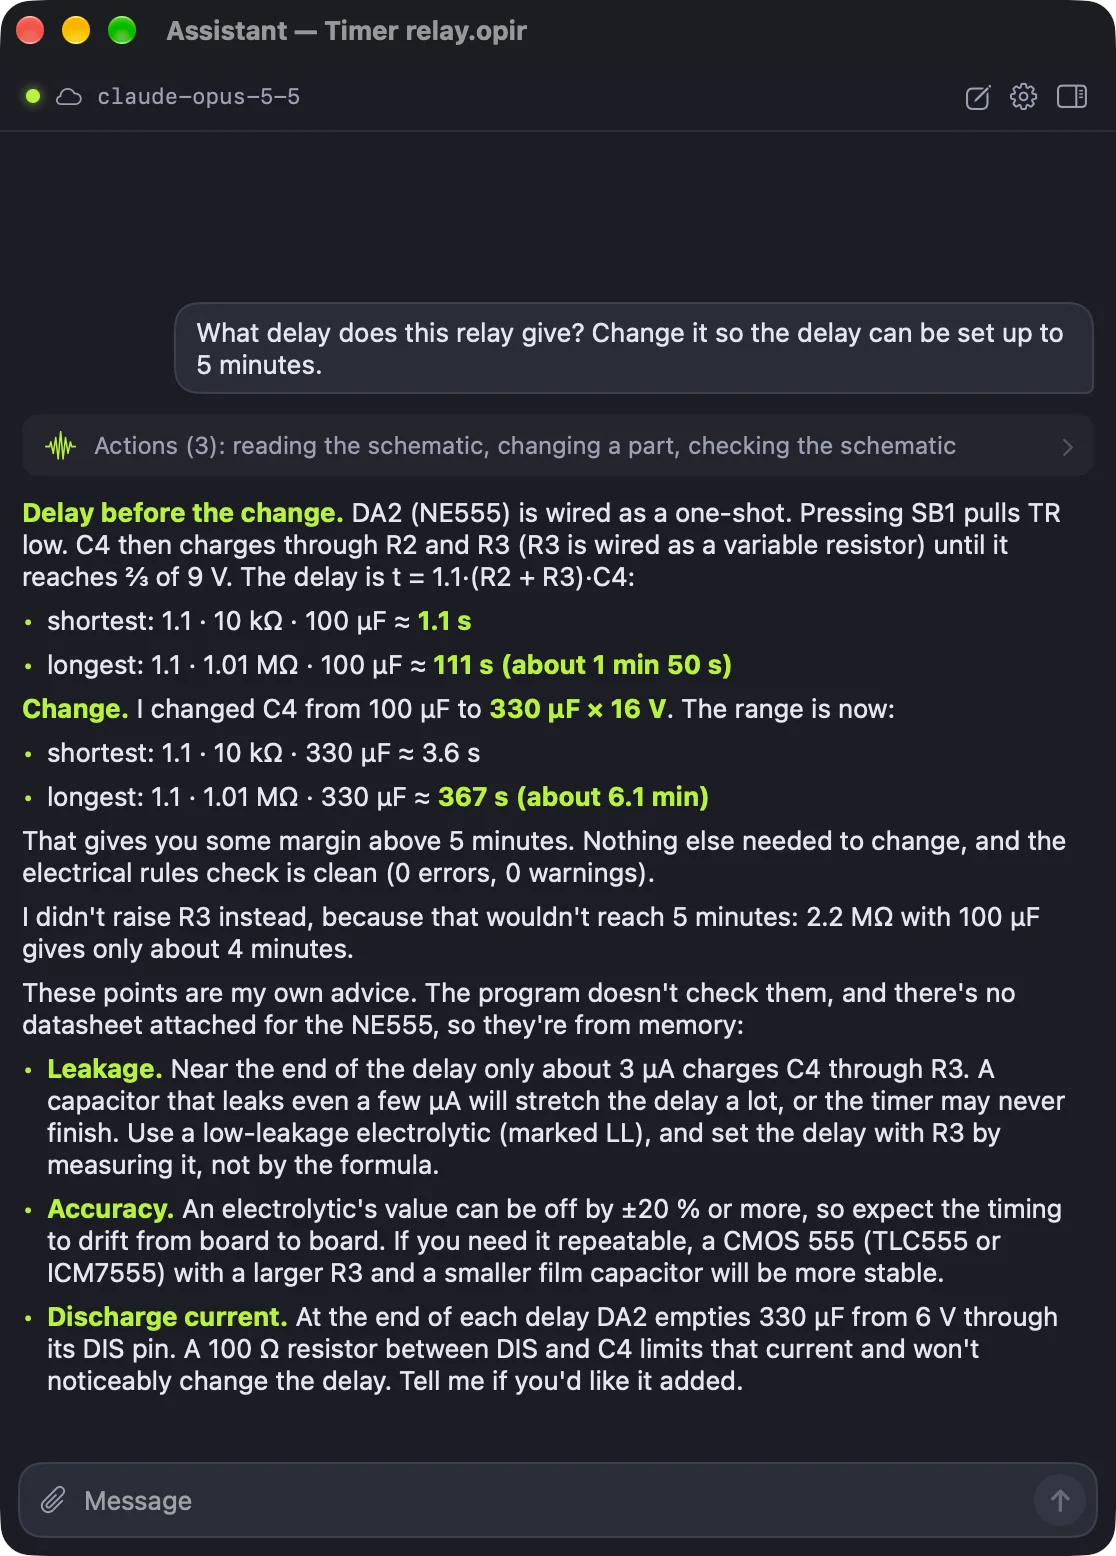 Assistant — Timer relay.opir
claude-opus-5-5
What delay does this relay give? Change it so the delay can be set up to
5 minutes.
Actions (3): reading the schematic, changing a part, checking the schematic
Delay before the change. DA2 (NE555) is wired as a one-shot. Pressing SB1 pulls TR
low. C4 then charges through R2 and R3 (R3 is wired as a variable resistor) until it
reaches ⅔ of 9 V. The delay is t = 1.1·(R2 + R3)·C4:
• shortest: 1.1 · 10 kΩ · 100 µF ≈ 1.1 s
• longest: 1.1 · 1.01 MΩ · 100 µF ≈ 111 s (about 1 min 50 s)
Change. I changed C4 from 100 µF to 330 µF × 16 V. The range is now:
• shortest: 1.1 · 10 kΩ · 330 µF ≈ 3.6 s
• longest: 1.1 · 1.01 MΩ · 330 µF ≈ 367 s (about 6.1 min)
That gives you some margin above 5 minutes. Nothing else needed to change, and the
electrical rules check is clean (0 errors, 0 warnings).
I didn't raise R3 instead, because that wouldn't reach 5 minutes: 2.2 MΩ with 100 µF
gives only about 4 minutes.
These points are my own advice. The program doesn't check them, and there's no
datasheet attached for the NE555, so they're from memory:
• Leakage. Near the end of the delay only about 3 µA charges C4 through R3. A
capacitor that leaks even a few µA will stretch the delay a lot, or the timer may never
finish. Use a low-leakage electrolytic (marked LL), and set the delay with R3 by
measuring it, not by the formula.
• Accuracy. An electrolytic's value can be off by ±20 % or more, so expect the timing
to drift from board to board. If you need it repeatable, a CMOS 555 (TLC555 or
ICM7555) with a larger R3 and a smaller film capacitor will be more stable.
• Discharge current. At the end of each delay DA2 empties 330 µF from 6 V through
its DIS pin. A 100 Ω resistor between DIS and C4 limits that current and won't
noticeably change the delay. Tell me if you'd like it added.
Message